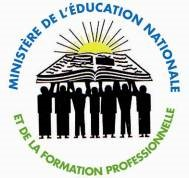 MINISTÈRE DE L'ÉDUCATION NATIONALE
ET DE LA FORMATION PROFESSIONNELLE